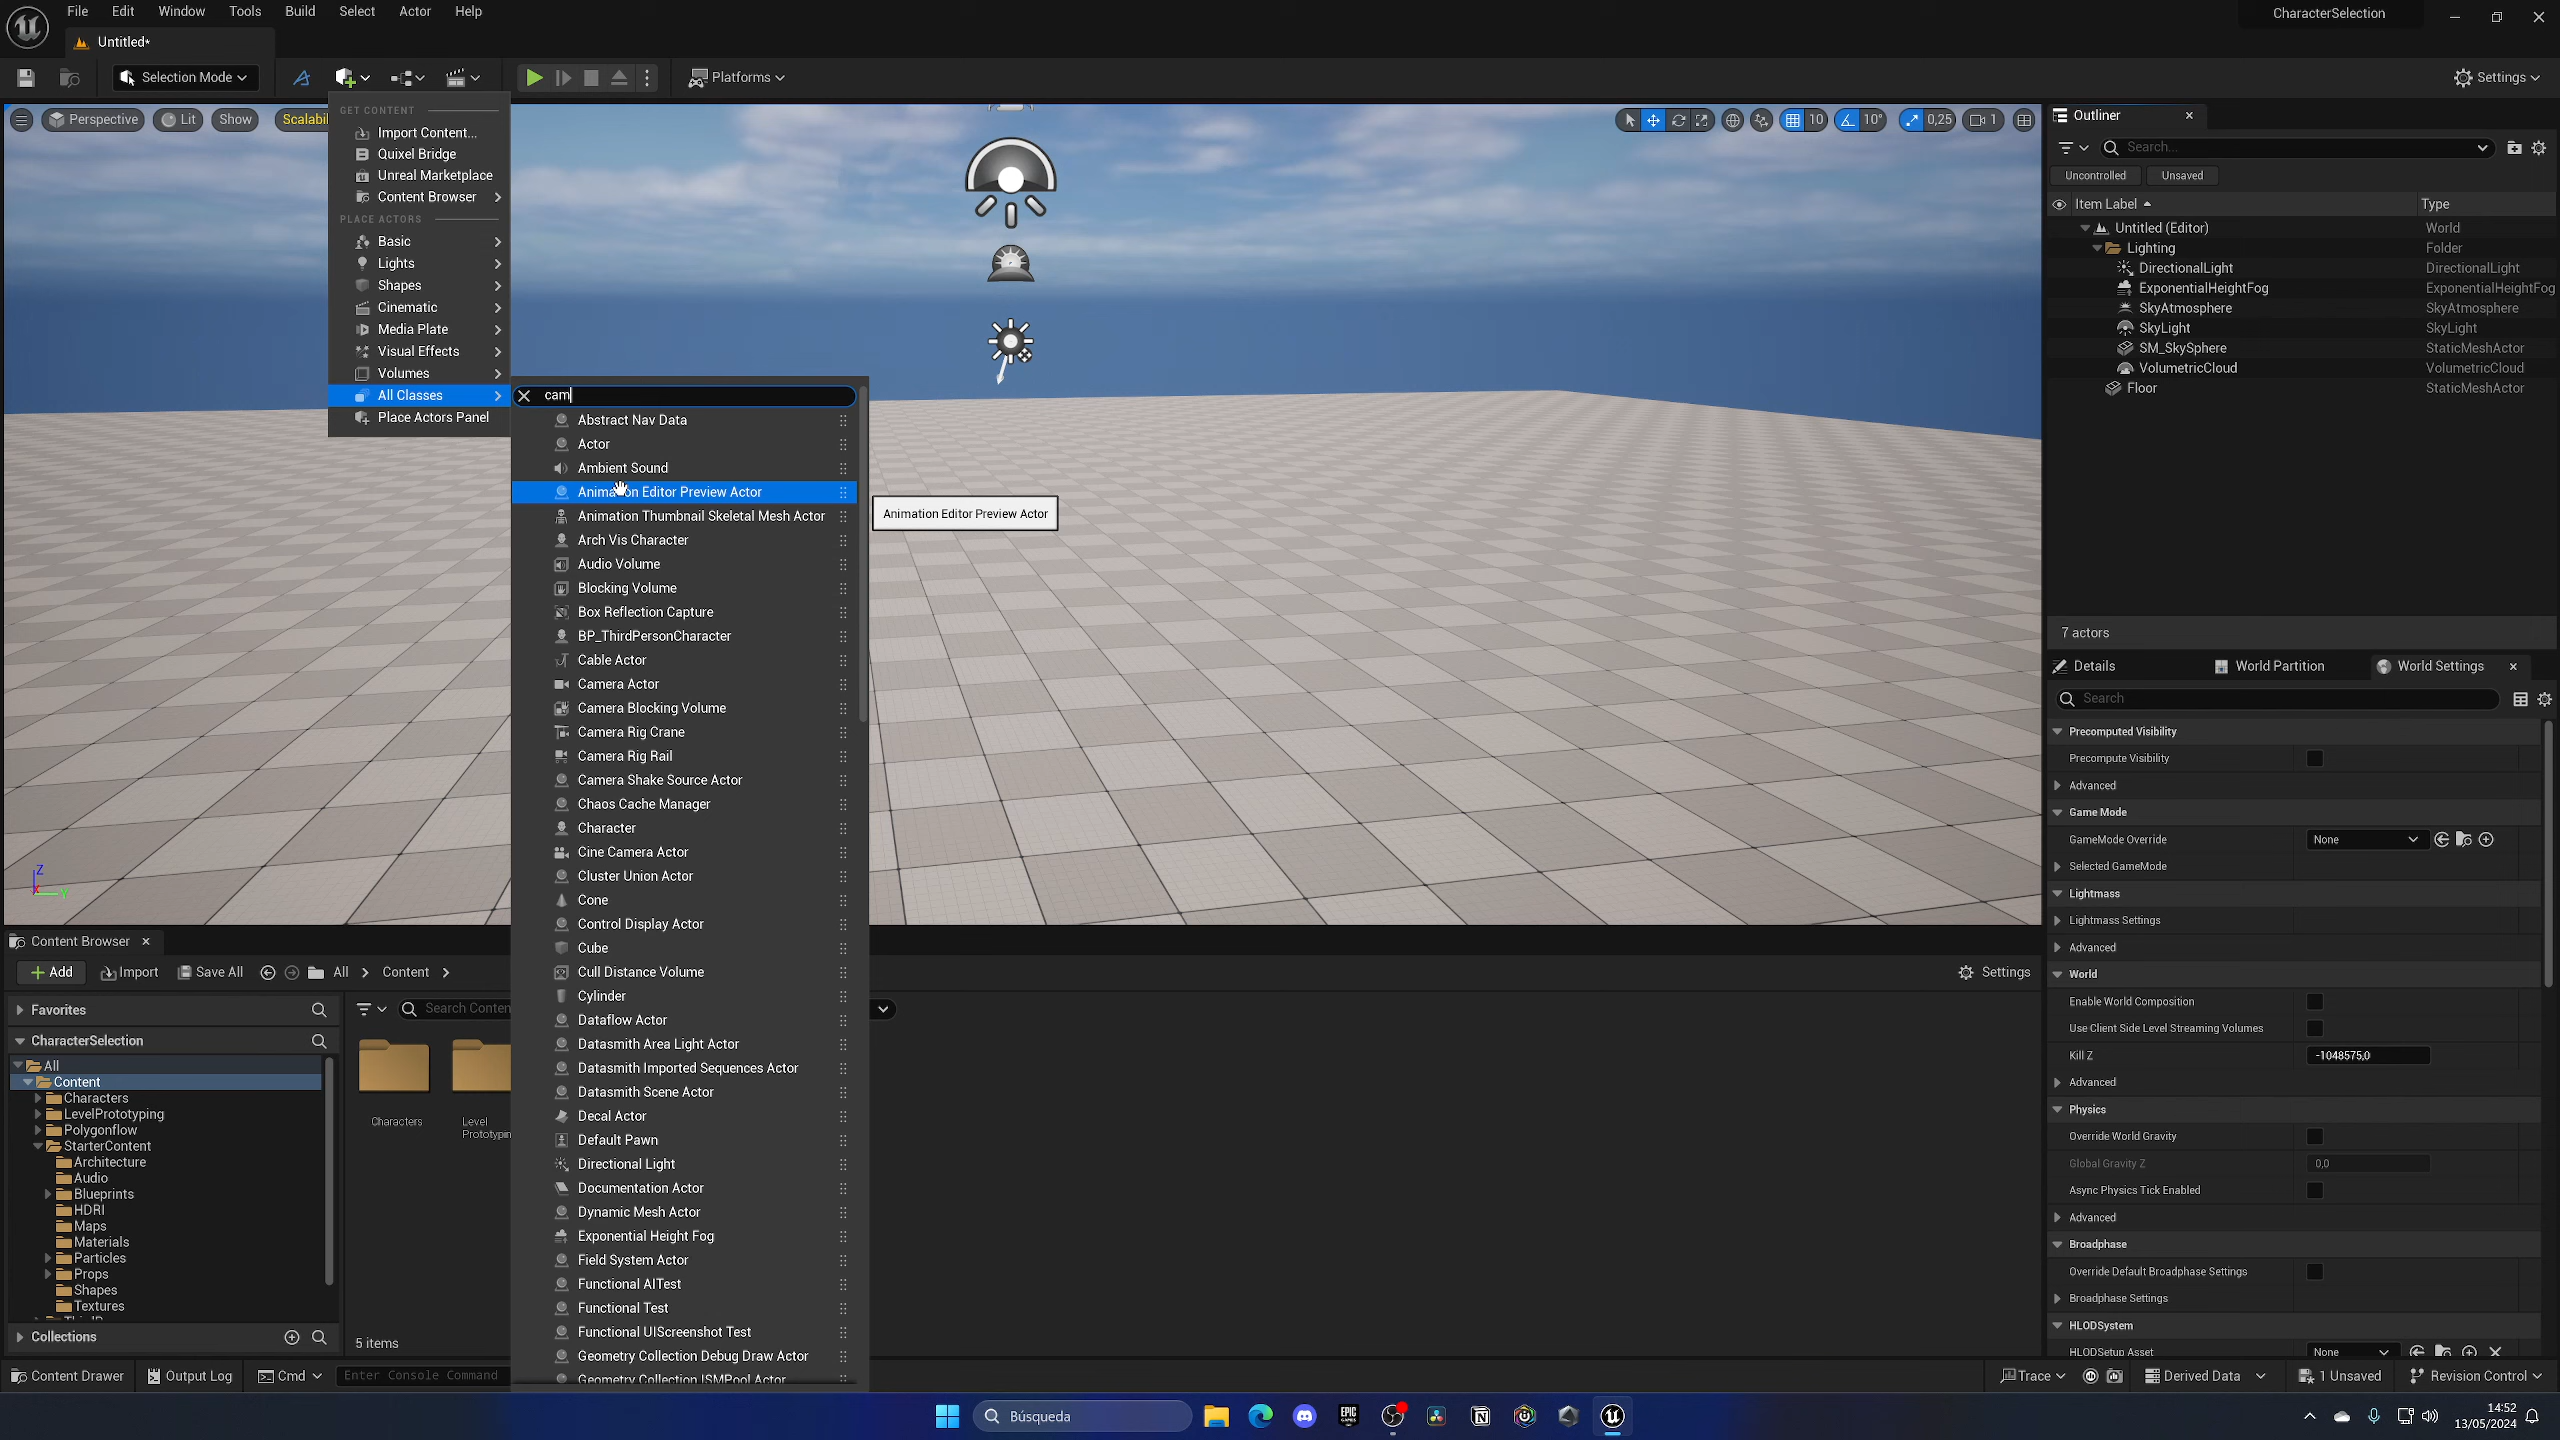 File Edit Window Tools Build Select Actor Help
CharacterSelection
Untitled*
Selection Mode
Platforms
Settings
GET CONTENT
Import Content...
Quixel Bridge
Unreal Marketplace
Content Browser
PLACE ACTORS
Basic
Lights
Shapes
Cinematic
Media Plate
Visual Effects
Volumes
All Classes
Place Actors Panel
Perspective
Lit
Show
Scalabil
10
10°
0,25
1
cam
Abstract Nav Data
Actor
Ambient Sound
Animation Editor Preview Actor
Animation Thumbnail Skeletal Mesh Actor
Arch Vis Character
Audio Volume
Blocking Volume
Box Reflection Capture
BP_ThirdPersonCharacter
Cable Actor
Camera Actor
Camera Blocking Volume
Camera Rig Crane
Camera Rig Rail
Camera Shake Source Actor
Chaos Cache Manager
Character
Cine Camera Actor
Cluster Union Actor
Cone
Control Display Actor
Cube
Cull Distance Volume
Cylinder
Dataflow Actor
Datasmith Area Light Actor
Datasmith Imported Sequences Actor
Datasmith Scene Actor
Decal Actor
Default Pawn
Directional Light
Documentation Actor
Dynamic Mesh Actor
Exponential Height Fog
Field System Actor
Functional AITest
Functional Test
Functional UIScreenshot Test
Geometry Collection Debug Draw Actor
Geometry Collection ISMPool Actor
Animation Editor Preview Actor
Z
X
Y
Outliner
Search...
Uncontrolled
Unsaved
Item Label
Type
Untitled (Editor) World
Lighting Folder
DirectionalLight DirectionalLight
ExponentialHeightFog ExponentialHeightFog
SkyAtmosphere SkyAtmosphere
SkyLight SkyLight
SM_SkySphere StaticMeshActor
VolumetricCloud VolumetricCloud
Floor StaticMeshActor
7 actors
Details
World Partition
World Settings
Search
Precomputed Visibility
Precompute Visibility
Advanced
Game Mode
GameMode Override None
Selected GameMode
Lightmass
Lightmass Settings
Advanced
World
Enable World Composition
Use Client Side Level Streaming Volumes
Kill Z -1048575,0
Advanced
Physics
Override World Gravity
Global Gravity Z 0,0
Async Physics Tick Enabled
Advanced
Broadphase
Override Default Broadphase Settings
Broadphase Settings
HLODSystem
HLODSetup Asset None
Content Browser
Add
Import
Save All
All
Content
Settings
Favorites
CharacterSelection
All
Content
Characters
LevelPrototyping
Polygonflow
StarterContent
Architecture
Audio
Blueprints
HDRI
Maps
Materials
Particles
Props
Shapes
Textures
Collections
Search Conten
Characters
Level
Prototypin
5 items
Content Drawer
Output Log
Cmd
Enter Console Command
Trace
Derived Data
1 Unsaved
Revision Control
Búsqueda
EPIC
GAMES
14:52
13/05/2024